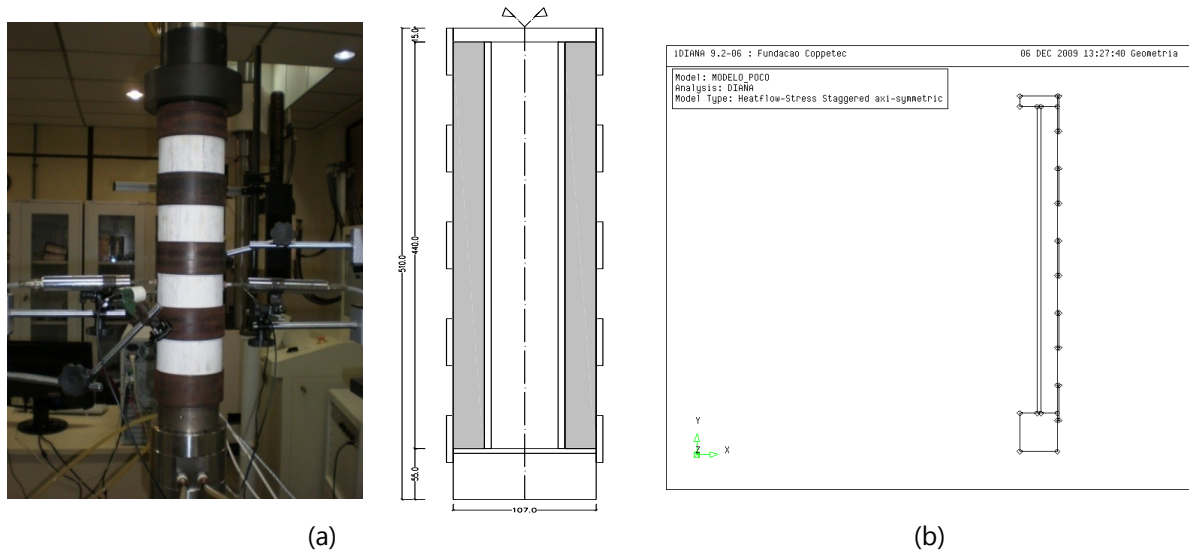 15.0
510.0
440.0
55.0
107.0
iDIANA 9.2-06 : Fundacao Coppetec
06 DEC 2009 13:27:40 Geometria
Model: MODELO_POCO
Analysis: DIANA
Model Type: Heatflow-Stress Staggered axi-symmetric
Y
Z
X
(a)
(b)